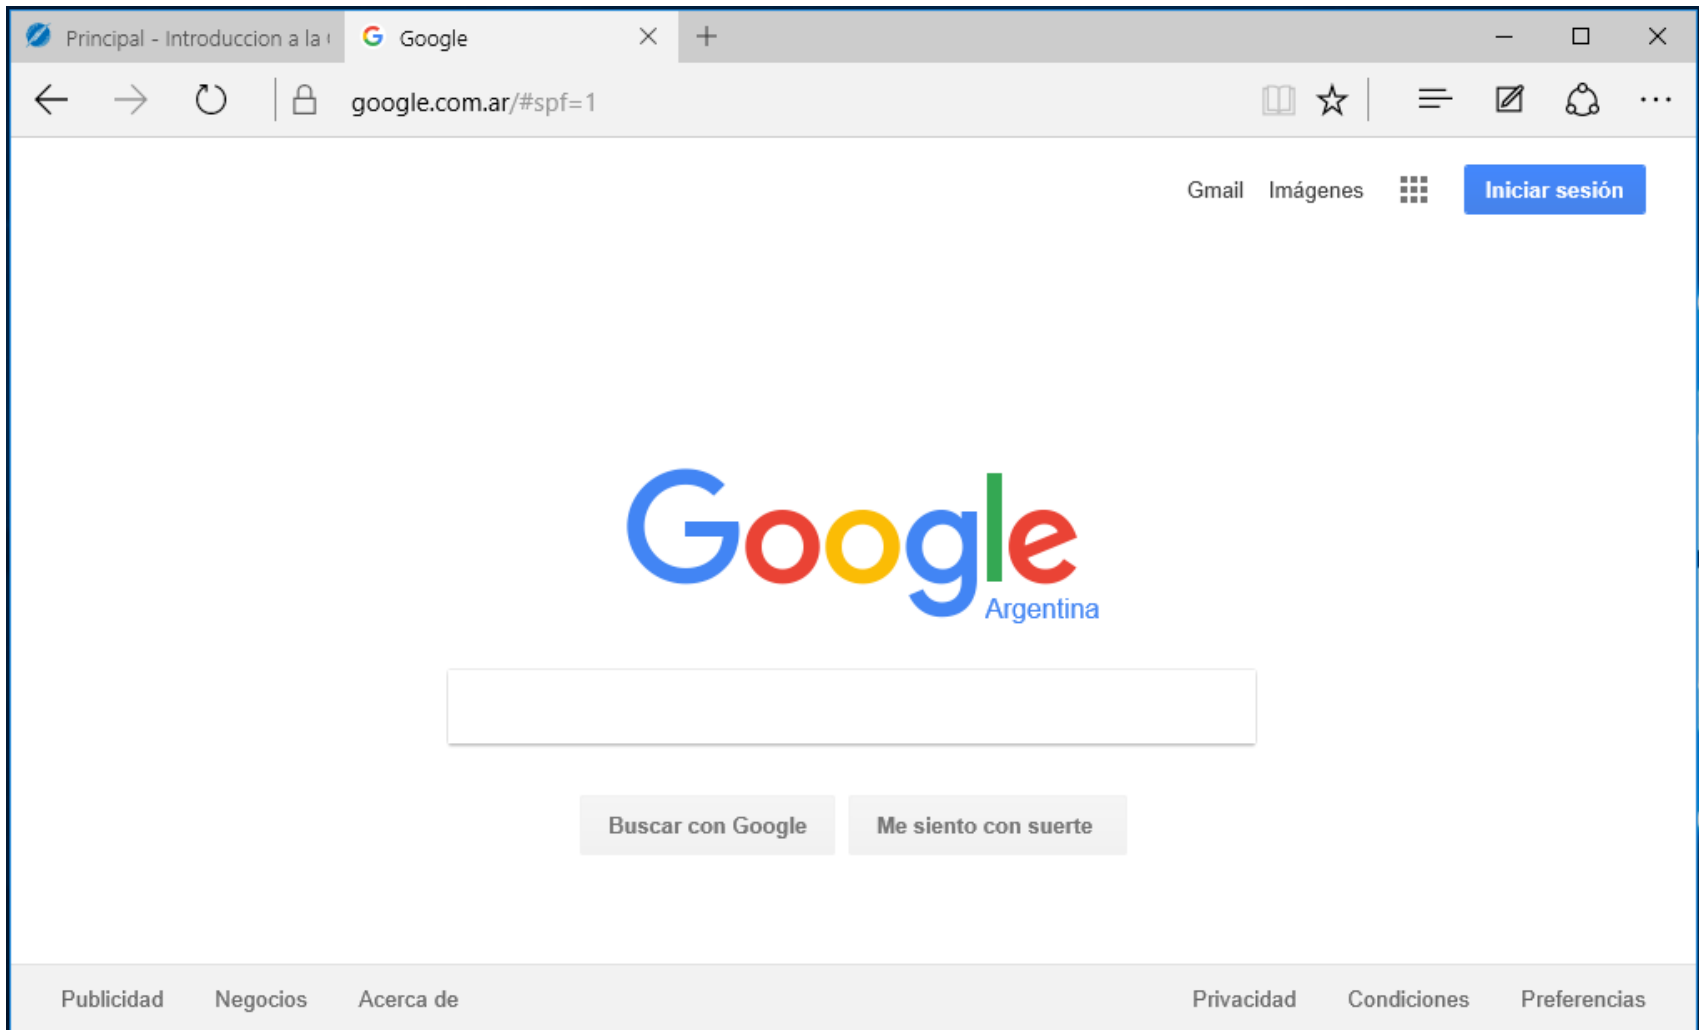 Principal - Introduccion a la
Google
google.com.ar/#spf=1
Gmail Imágenes Iniciar sesión
Google
Argentina
Buscar con Google Me siento con suerte
Publicidad Negocios Acerca de Privacidad Condiciones Preferencias